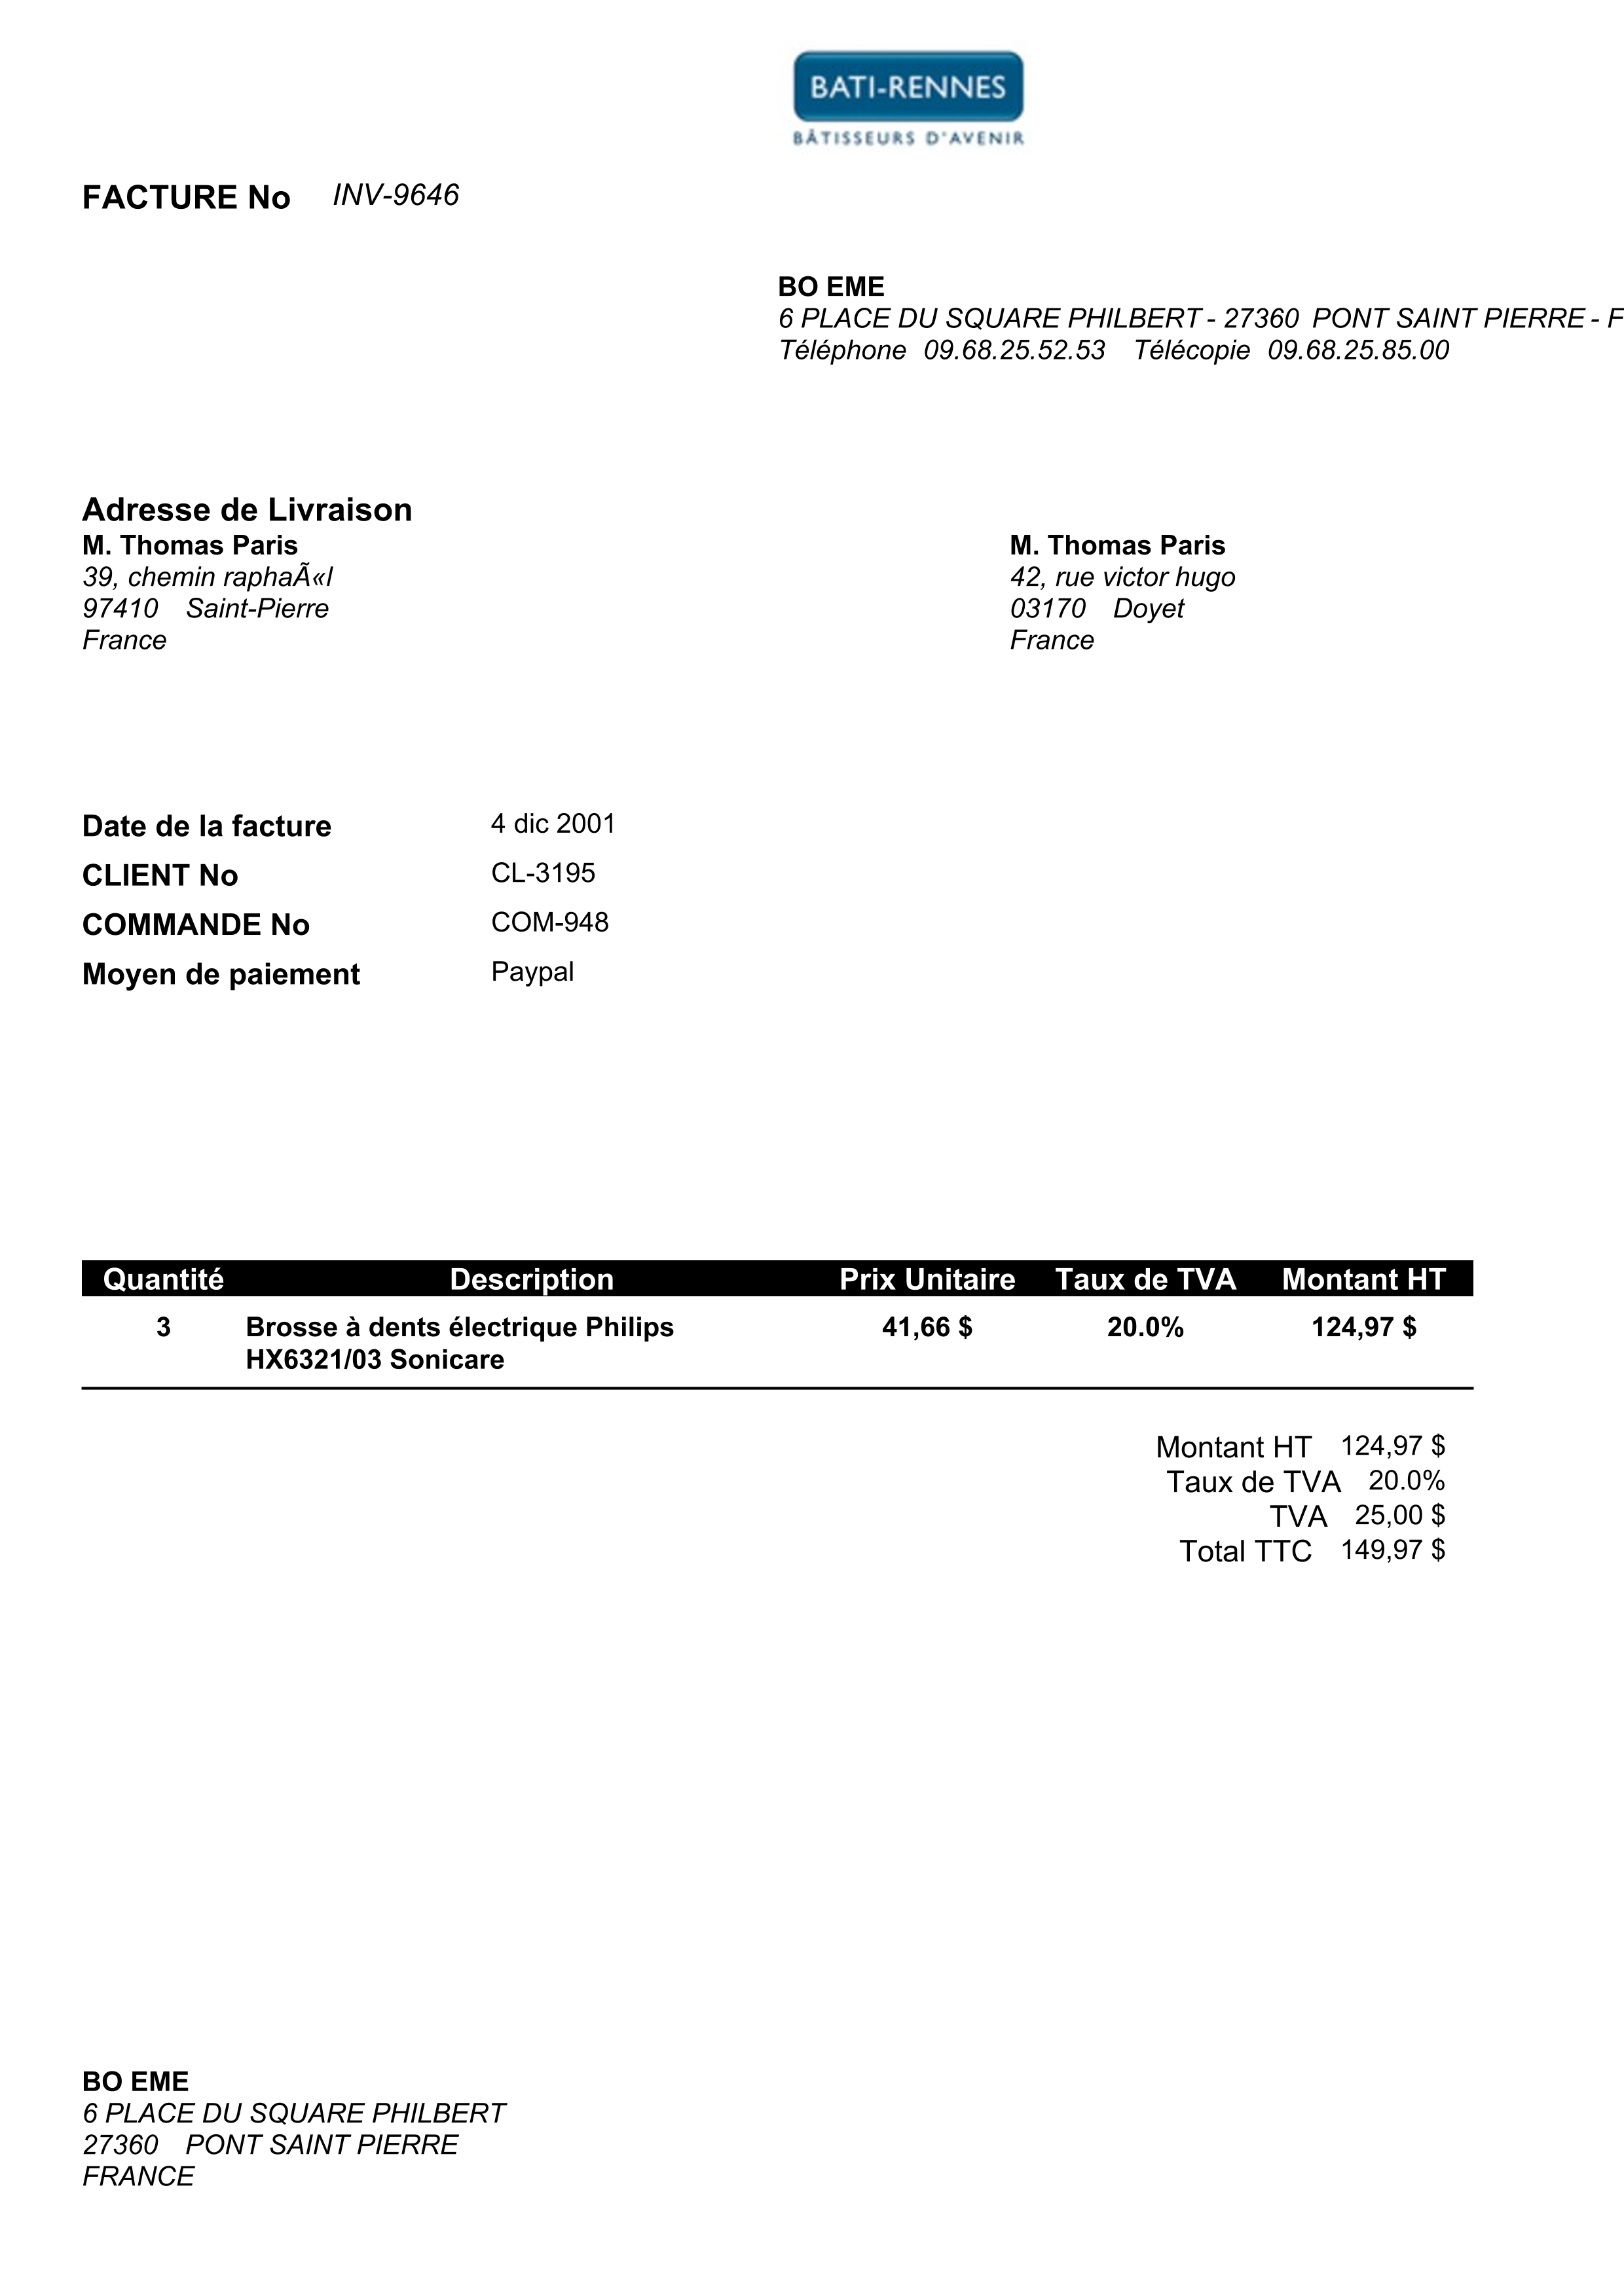 BATI-RENNES
BÂTISSEURS D'AVENIR
FACTURE No INV-9646
BO EME
6 PLACE DU SQUARE PHILBERT - 27360 PONT SAINT PIERRE - F
Téléphone 09.68.25.52.53 Télécopie 09.68.25.85.00
Adresse de Livraison
M. Thomas Paris
39, chemin raphaÃ«l
97410 Saint-Pierre
France
M. Thomas Paris
42, rue victor hugo
03170 Doyet
France
Date de la facture 4 dic 2001
CLIENT No CL-3195
COMMANDE No COM-948
Moyen de paiement Paypal
Quantité Description Prix Unitaire Taux de TVA Montant HT
3 Brosse à dents électrique Philips 41,66 $ 20.0% 124,97 $
HX6321/03 Sonicare
Montant HT 124,97 $
Taux de TVA 20.0%
TVA 25,00 $
Total TTC 149,97 $
BO EME
6 PLACE DU SQUARE PHILBERT
27360 PONT SAINT PIERRE
FRANCE